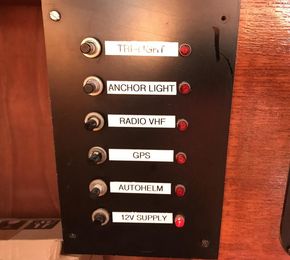 TRI-LIGHT
ANCHOR LIGHT
RADIO VHF
GPS
AUTOHELM
12V SUPPLY